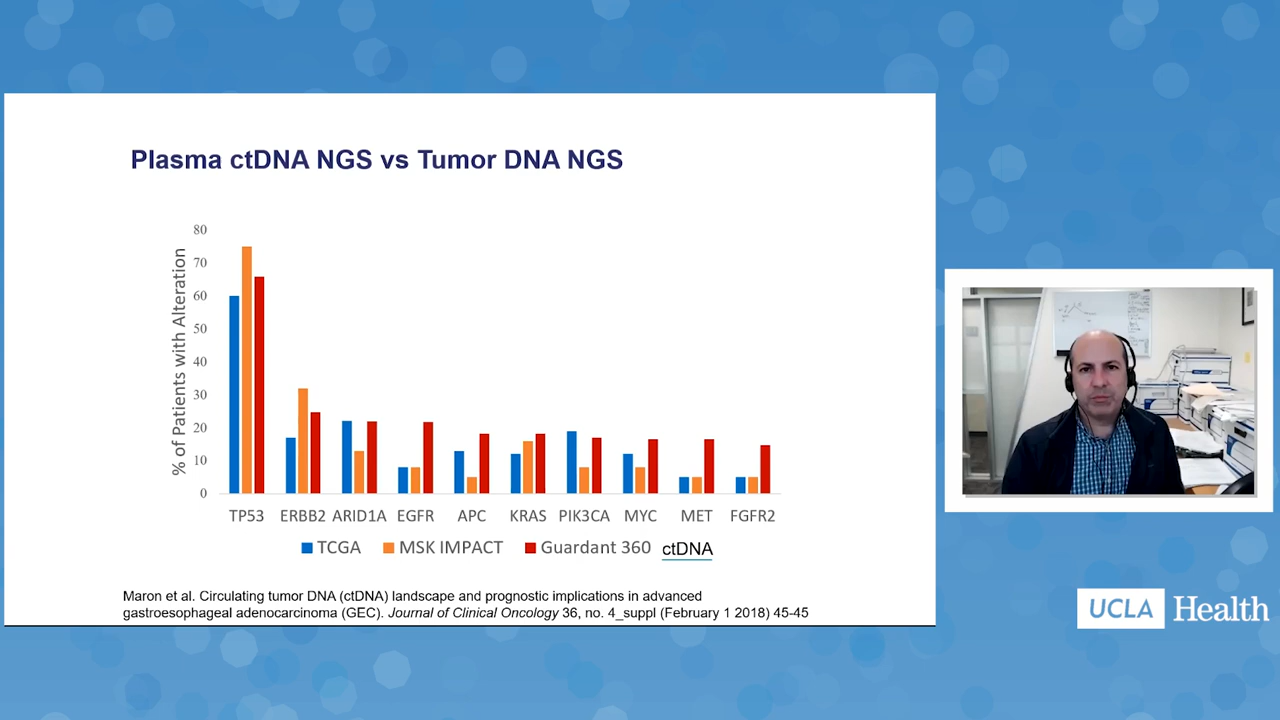 Plasma ctDNA NGS vs Tumor DNA NGS
% of Patients with Alteration
80
70
60
50
40
30
20
10
0
TP53 ERBB2 ARID1A EGFR APC KRAS PIK3CA MYC MET FGFR2
TCGA MSK IMPACT Guardant 360 ctDNA
Maron et al. Circulating tumor DNA (ctDNA) landscape and prognostic implications in advanced
gastroesophageal adenocarcinoma (GEC). Journal of Clinical Oncology 36, no. 4_suppl (February 1 2018) 45-45
UCLA Health